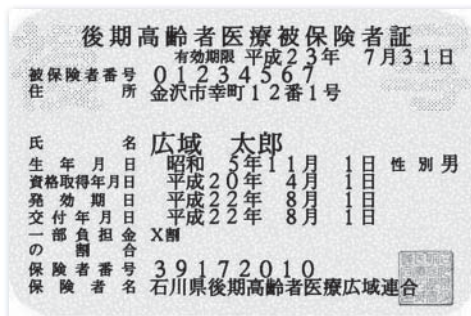 後期高齢者医療被保険者証
有効期限 平成23年 7月31日
被保険者番号 01234567
住所 金沢市幸町12番1号
氏名 広域 太郎
生年月日 昭和 5年11月 1日 性別 男
資格取得年月日 平成20年 4月 1日
発効期日 平成22年 8月 1日
交付年月日 平成22年 8月 1日
一部負担金 X割
の割合
保険者番号 39172010
保険者名 石川県後期高齢者医療広域連合